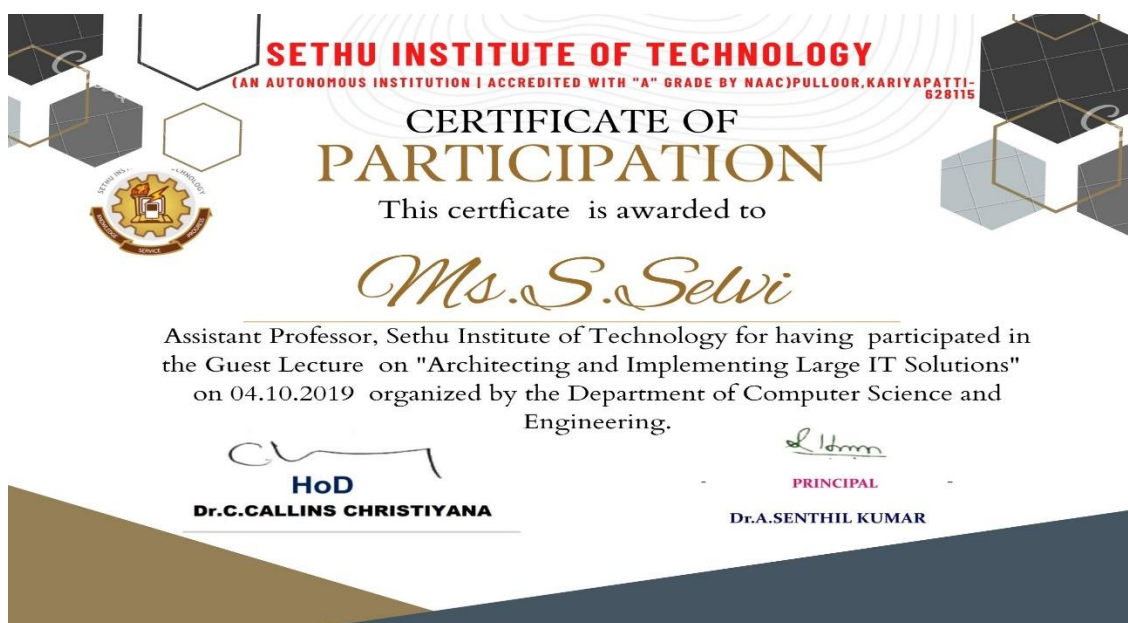 SETHU INSTITUTE OF TECHNOLOGY
(AN AUTONOMOUS INSTITUTION | ACCREDITED WITH "A" GRADE BY NAAC)PULLOOR,KARIYAPATTI-
628115
CERTIFICATE OF
PARTICIPATION
This certficate is awarded to
KNOWLEDGE
SERVICE
PROGRESS
Ms.S.Selvi
Assistant Professor, Sethu Institute of Technology for having participated in
the Guest Lecture on "Architecting and Implementing Large IT Solutions"
on 04.10.2019 organized by the Department of Computer Science and
Engineering.
HoD
Dr.C.CALLINS CHRISTIYANA
- PRINCIPAL -
Dr.A.SENTHIL KUMAR